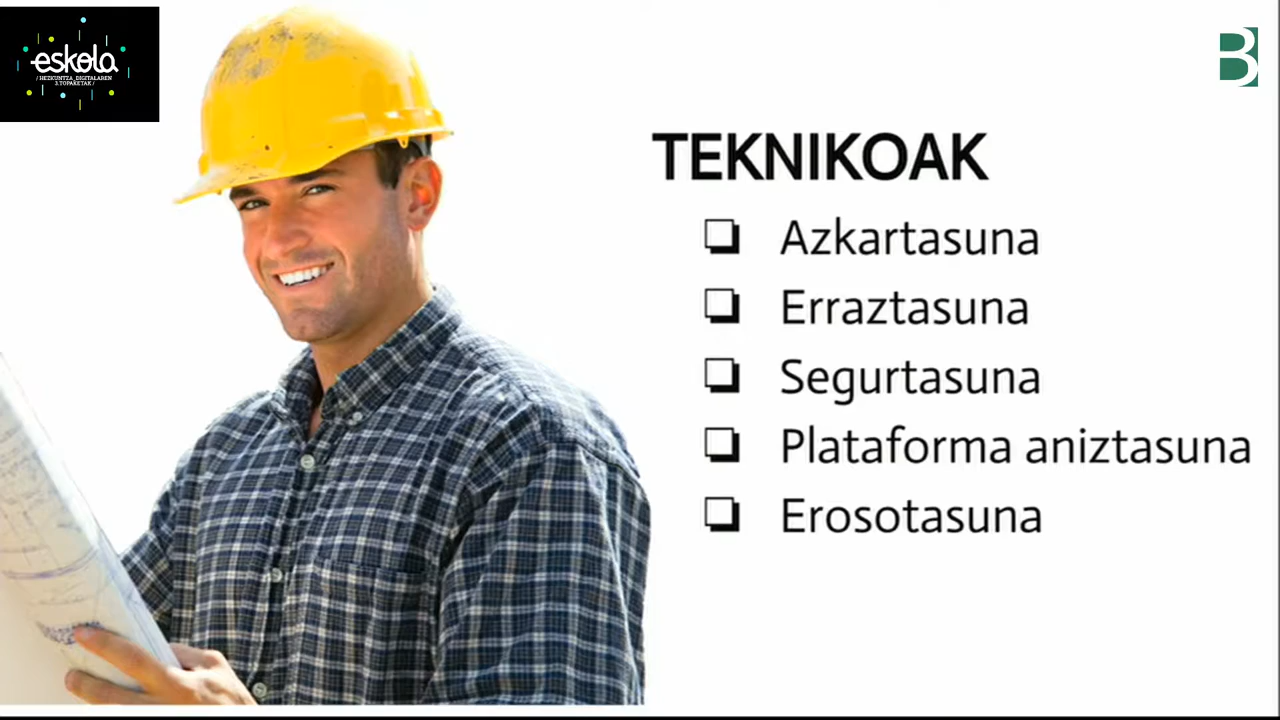 eskola
/ HEZKUNTZA_DIGITALAREN
3.TOPAKETAK /
B
TEKNIKOAK
❏ Azkartasuna
❏ Erraztasuna
❏ Segurtasuna
❏ Plataforma aniztasuna
❏ Erosotasuna